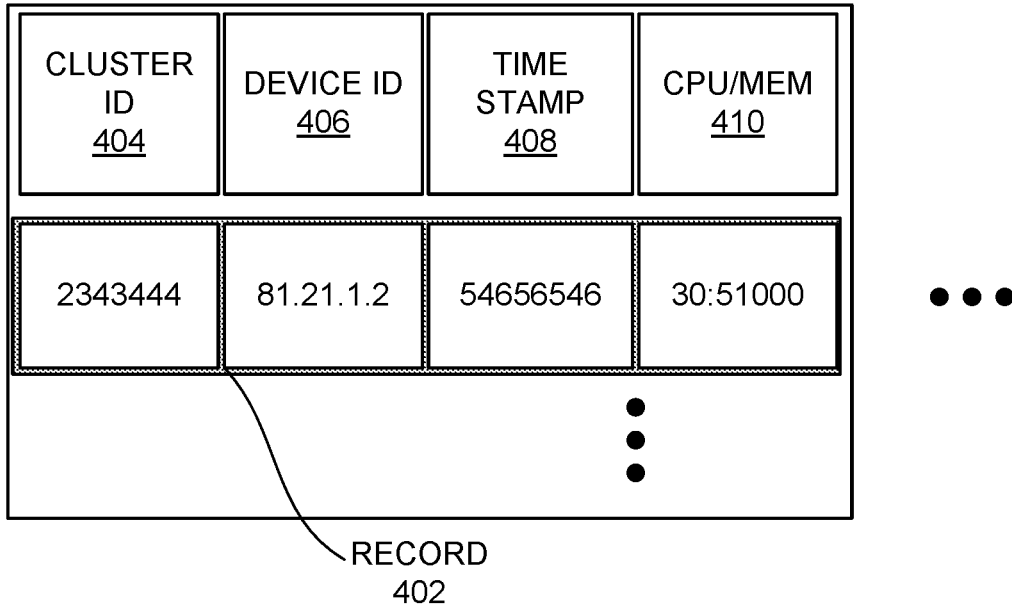 CLUSTER
ID
404
DEVICE ID
406
TIME
STAMP
408
CPU/MEM
410
2343444
81.21.1.2
54656546
30:51000
RECORD
402